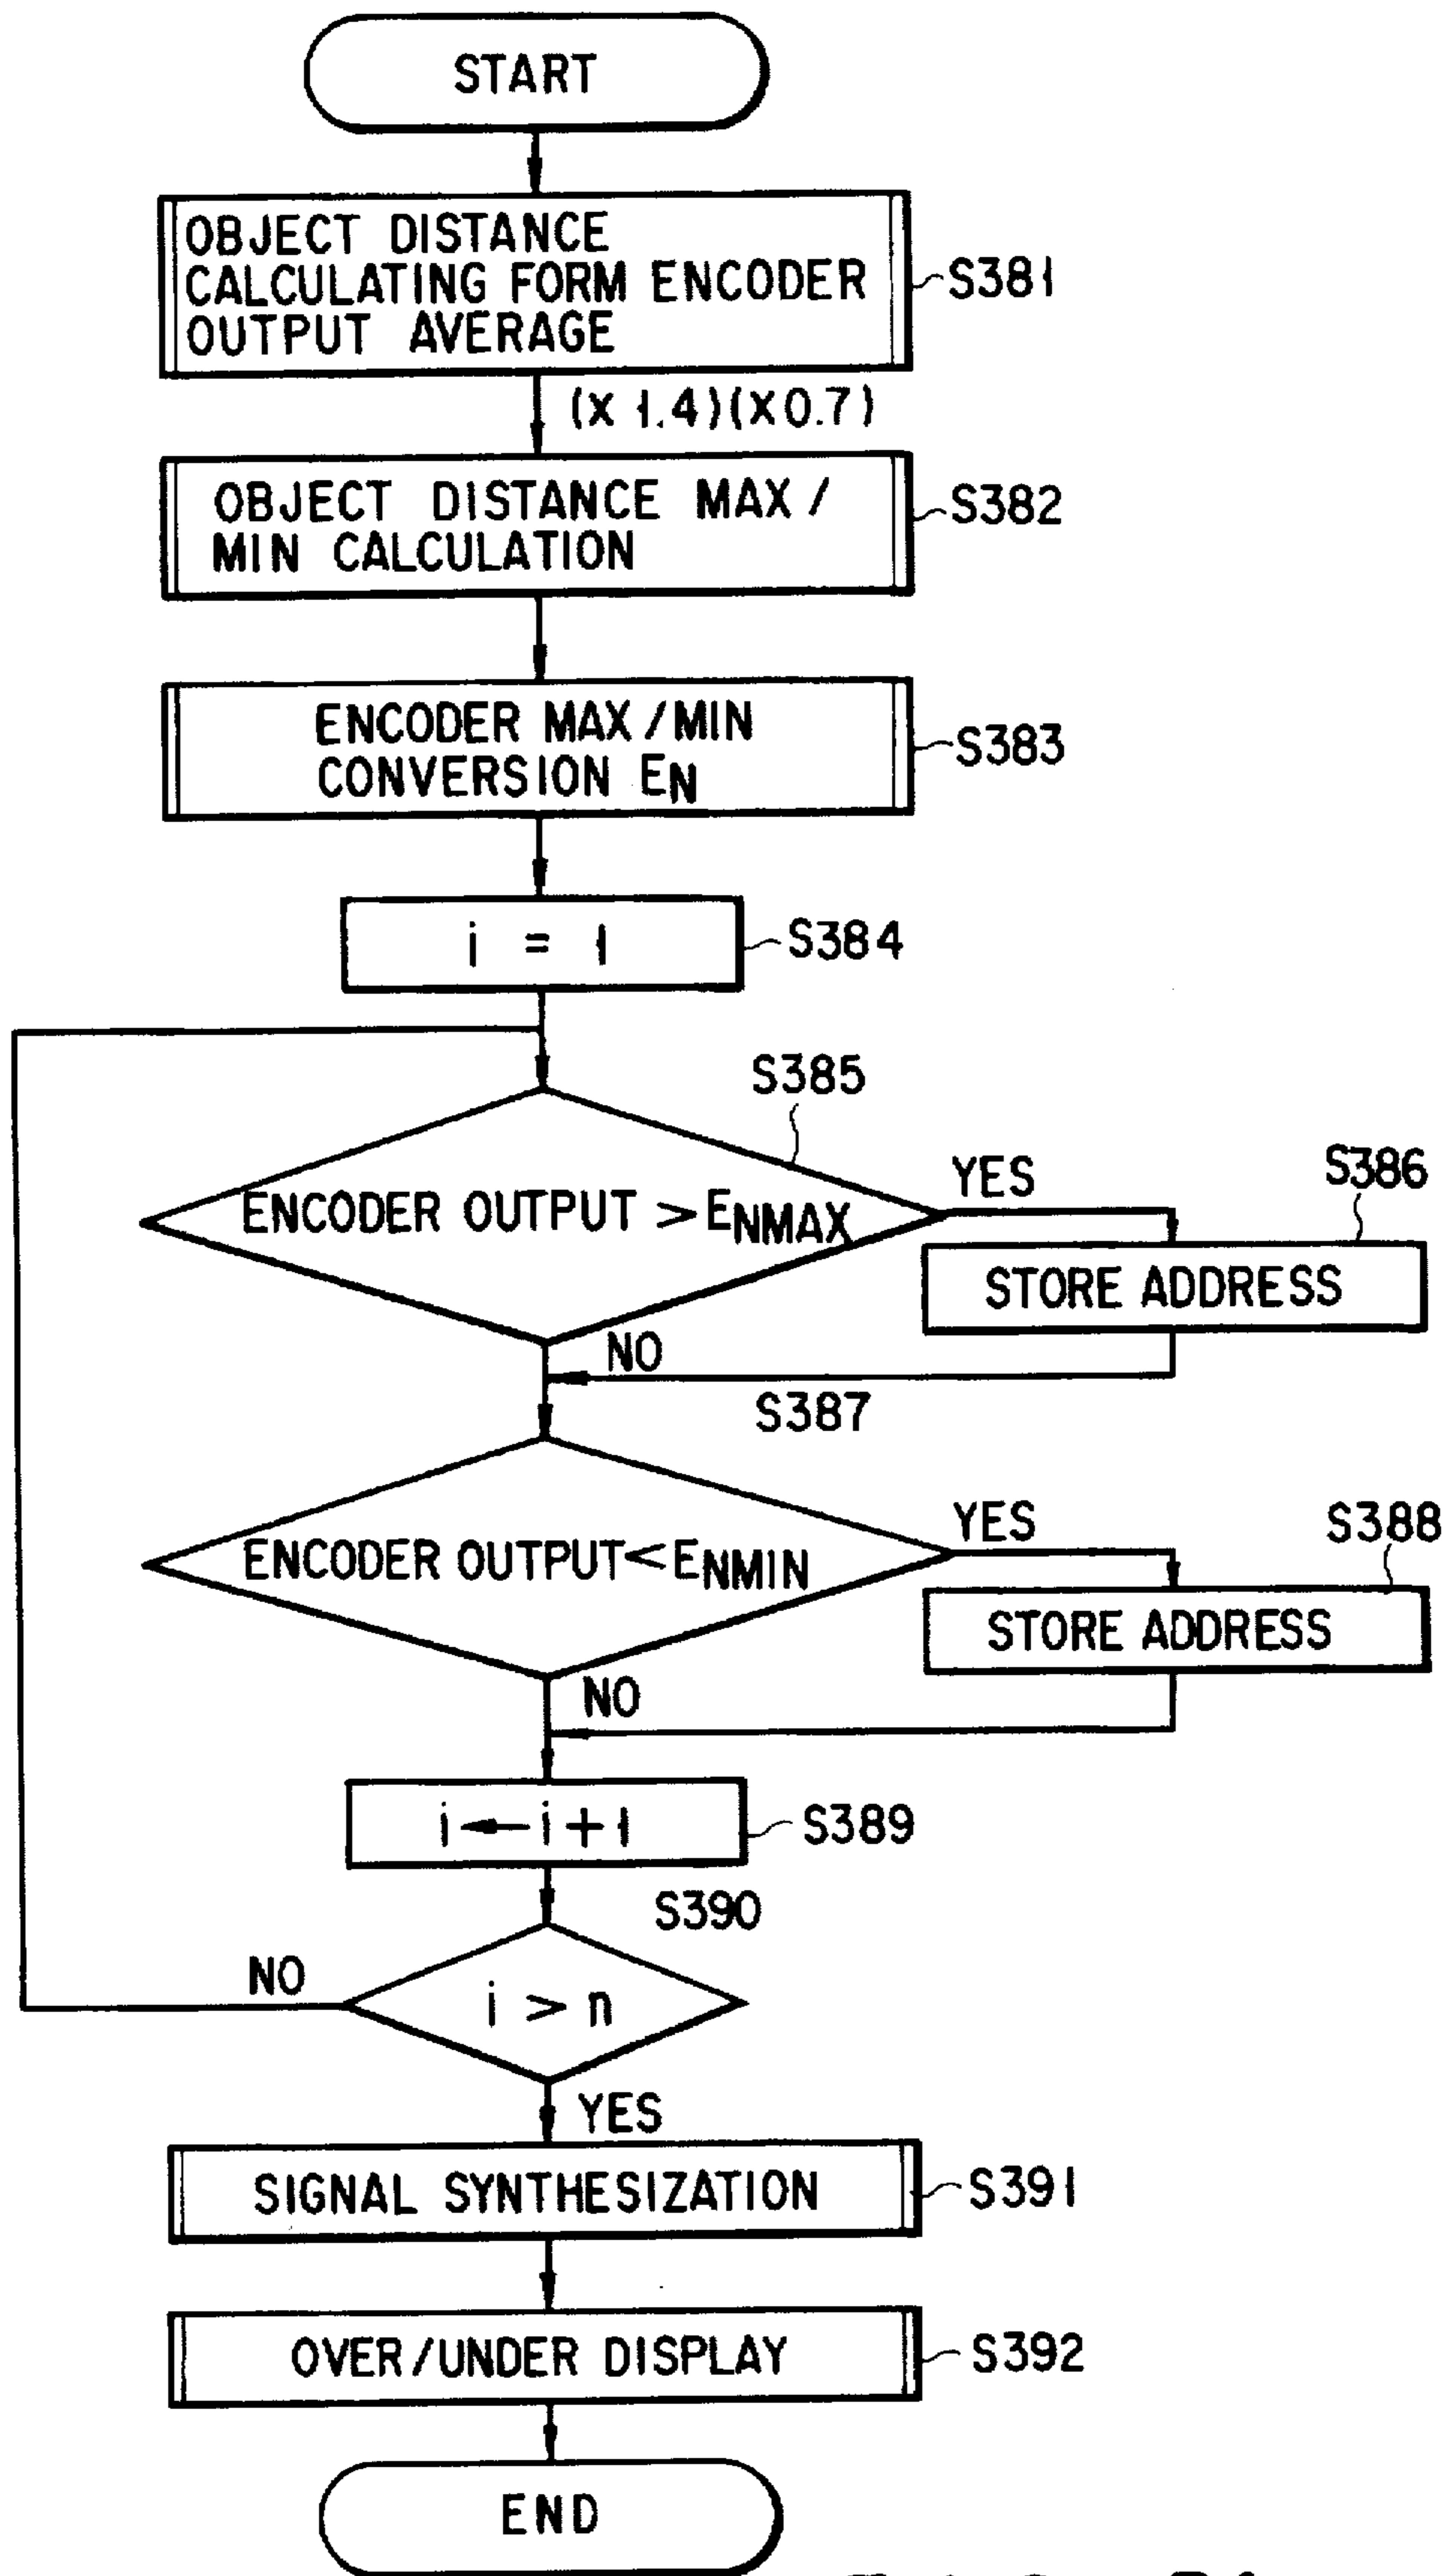 START
OBJECT DISTANCE
CALCULATING FORM ENCODER
OUTPUT AVERAGE
S381
(X 1.4)(X 0.7)
OBJECT DISTANCE MAX /
MIN CALCULATION
S382
ENCODER MAX / MIN
CONVERSION EN
S383
i = 1
S384
S385
ENCODER OUTPUT > ENMAX
YES
S386
STORE ADDRESS
NO
S387
ENCODER OUTPUT < ENMIN
YES
S388
STORE ADDRESS
NO
i ← i + 1
S389
S390
i > n
NO
YES
SIGNAL SYNTHESIZATION
S391
OVER / UNDER DISPLAY
S392
END